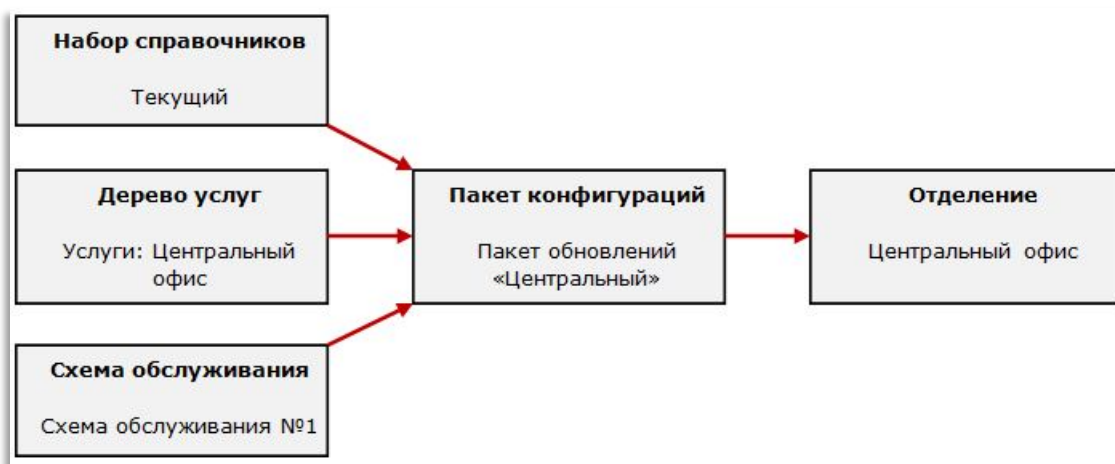 Набор справочников
Текущий
Дерево услуг
Услуги: Центральный
офис
Схема обслуживания
Схема обслуживания №1
Пакет конфигураций
Пакет обновлений
«Центральный»
Отделение
Центральный офис